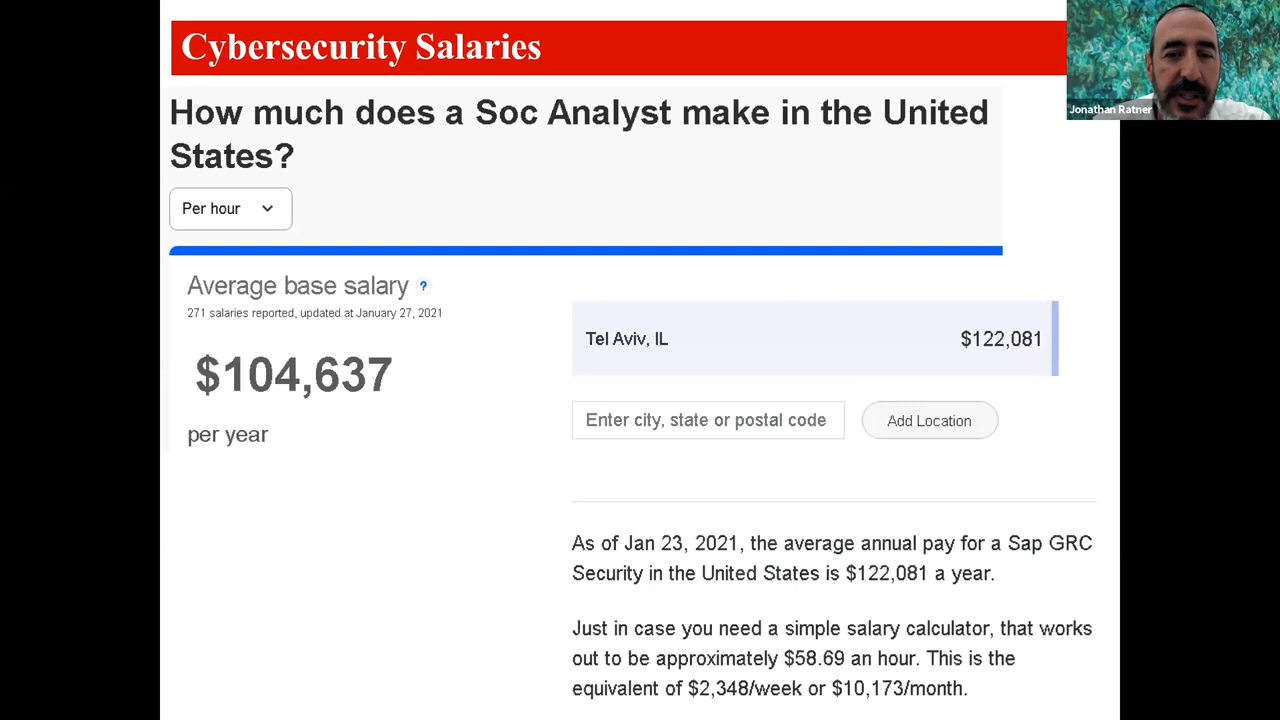 Cybersecurity Salaries
Jonathan Ratner
How much does a Soc Analyst make in the United
States?
Per hour
Average base salary ?
271 salaries reported, updated at January 27, 2021
$104,637
per year
Tel Aviv, IL $122,081
Enter city, state or postal code Add Location
As of Jan 23, 2021, the average annual pay for a Sap GRC
Security in the United States is $122,081 a year.
Just in case you need a simple salary calculator, that works
out to be approximately $58.69 an hour. This is the
equivalent of $2,348/week or $10,173/month.